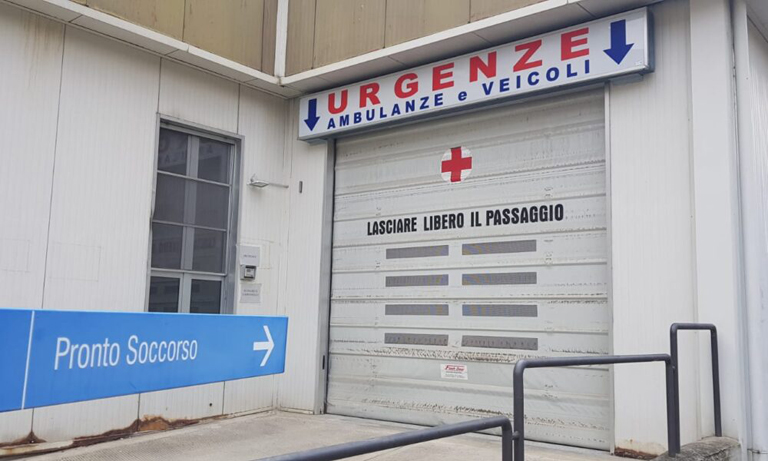 URGENZE
AMBULANZE e VEICOLI
LASCIARE LIBERO IL PASSAGGIO
Pronto Soccorso